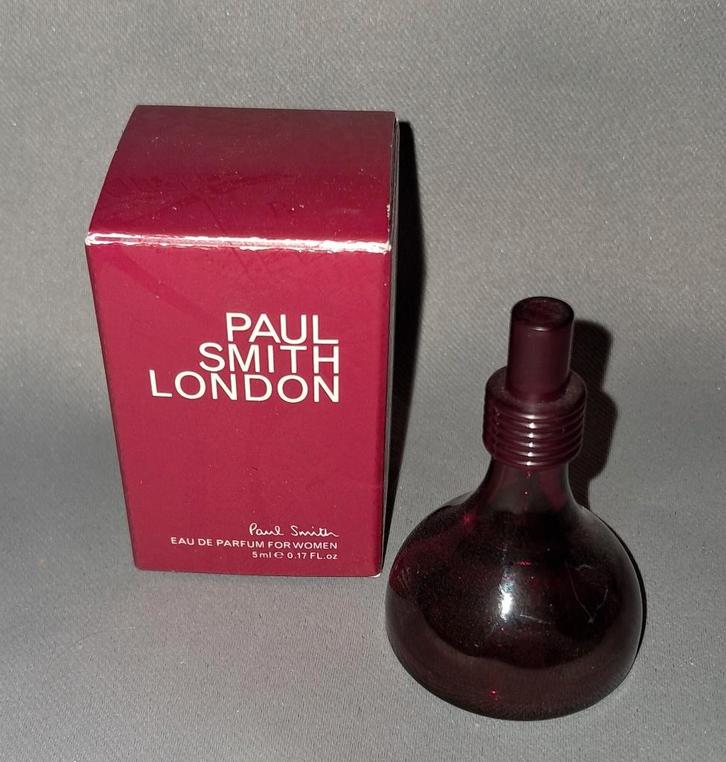 PAUL
SMITH
LONDON
Paul Smith
EAU DE PARFUM FOR WOMEN
5ml ℮ 0.17 FL.oz